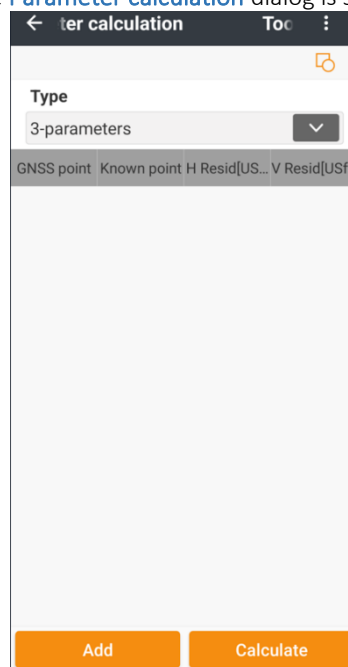 Parameter calculation dialog is
ter calculation Too
Type
3-parameters
GNSS point Known point H Resid[US... V Resid[USf
Add Calculate